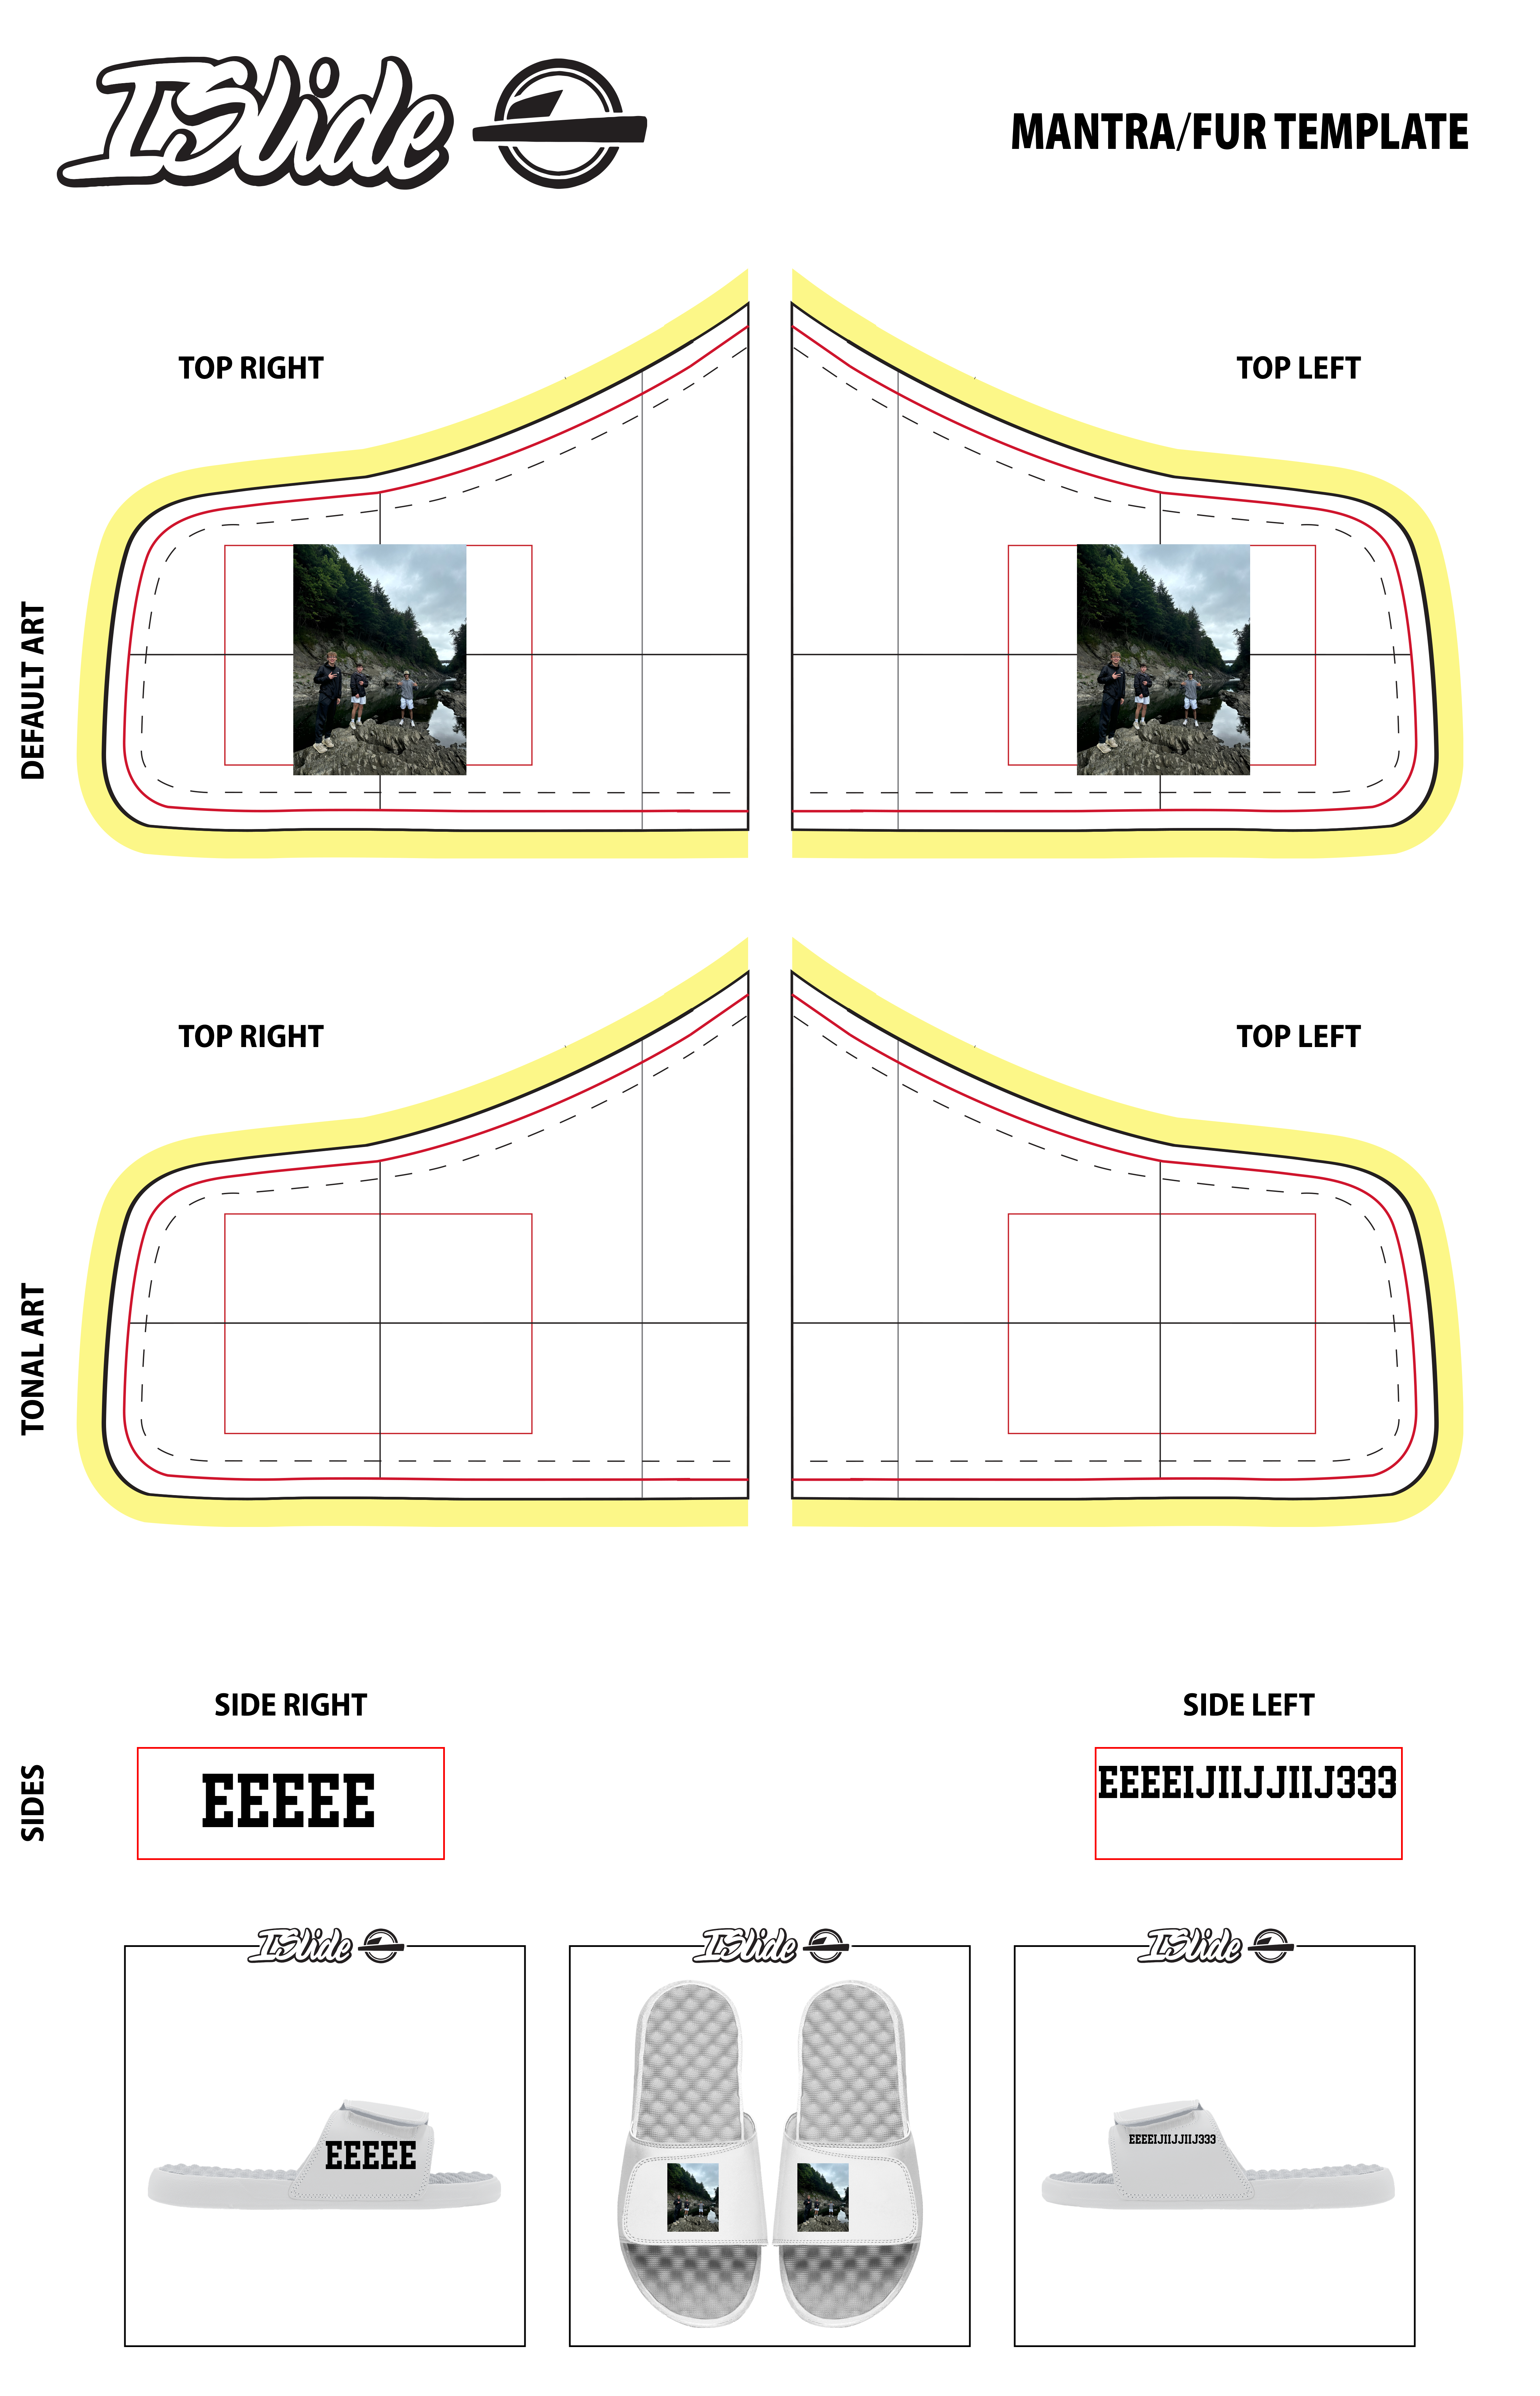 ISlide
MANTRA/FUR TEMPLATE
TOP RIGHT
TOP LEFT
DEFAULT ART
TOP RIGHT
TOP LEFT
TONAL ART
SIDE RIGHT
SIDE LEFT
SIDES
EEEEE
EEEEIJIIJJIIJ333
ISlide
ISlide
ISlide
EEEEE
EEEEIJIIJJIIJ333